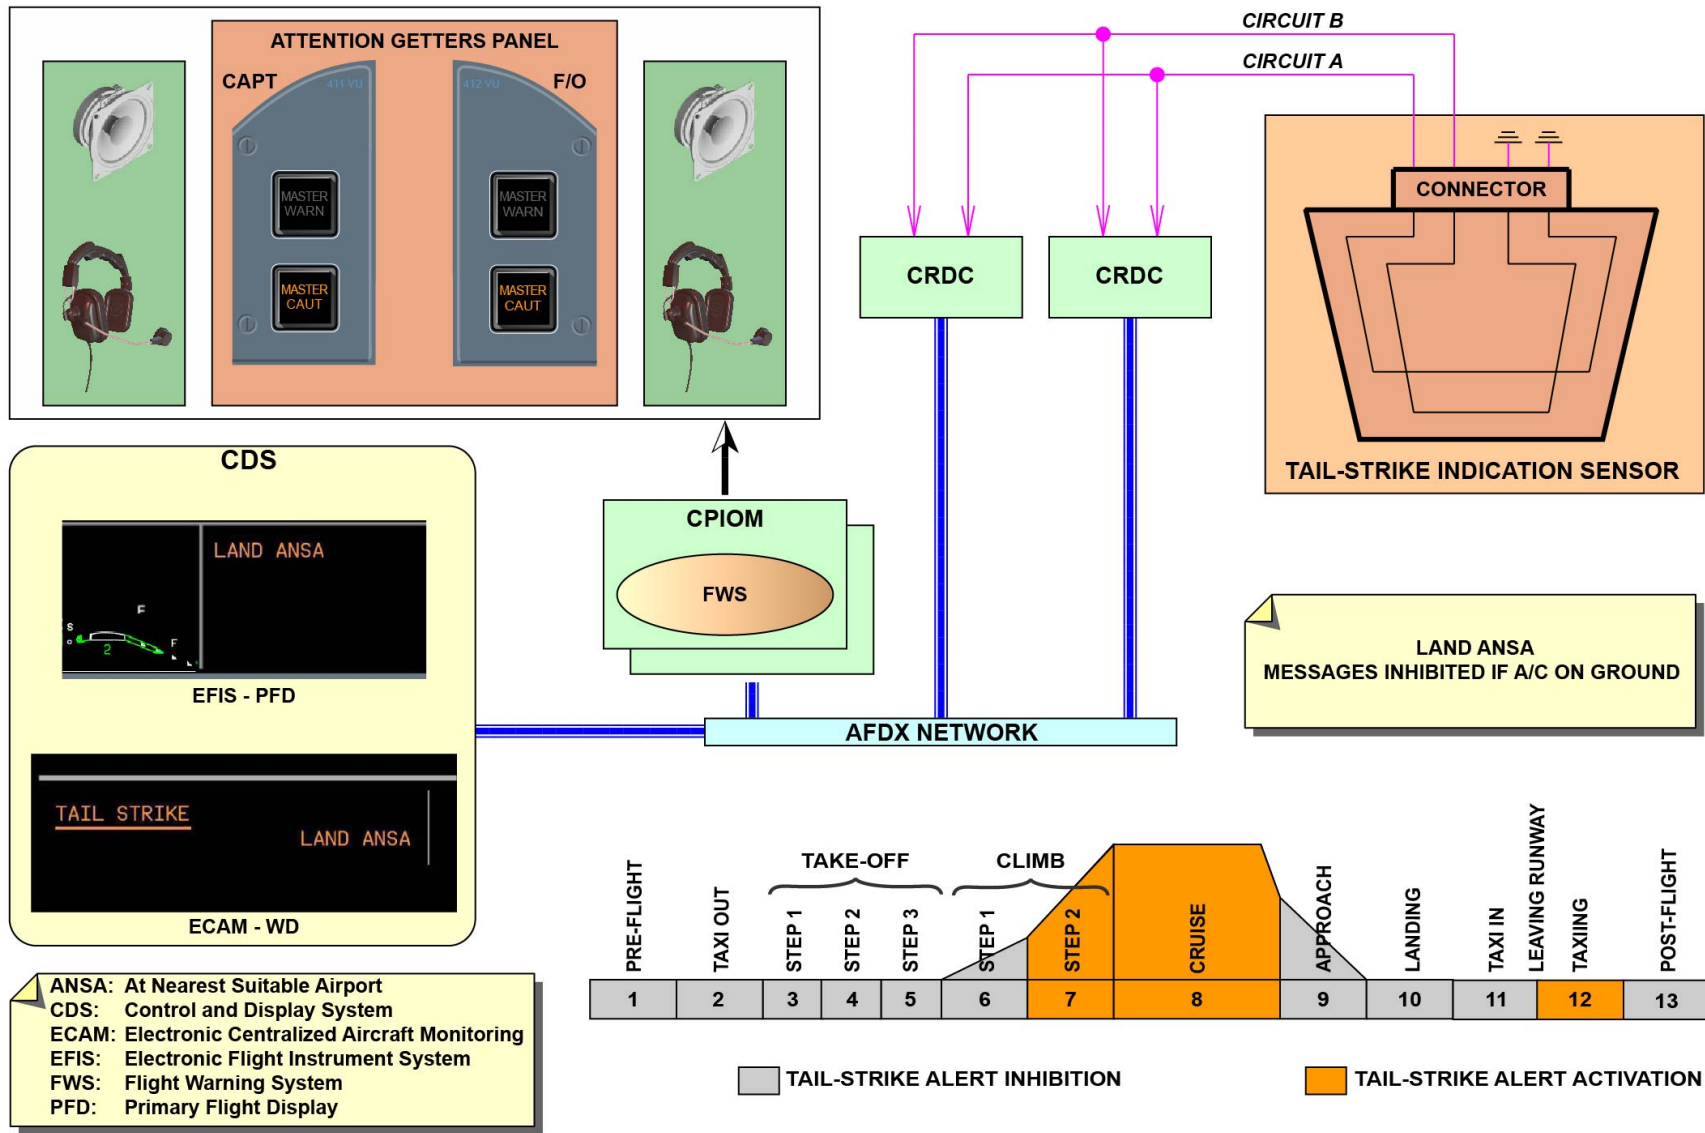 ATTENTION GETTERS PANEL
CAPT
411 VU
412 VU
F/O
MASTER
WARN
MASTER
WARN
MASTER
CAUT
MASTER
CAUT
CIRCUIT B
CIRCUIT A
CONNECTOR
TAIL-STRIKE INDICATION SENSOR
CRDC
CRDC
CDS
LAND ANSA
F
S
F
2
EFIS - PFD
TAIL STRIKE
LAND ANSA
ECAM - WD
CPIOM
FWS
AFDX NETWORK
LAND ANSA
MESSAGES INHIBITED IF A/C ON GROUND
ANSA: At Nearest Suitable Airport
CDS: Control and Display System
ECAM: Electronic Centralized Aircraft Monitoring
EFIS: Electronic Flight Instrument System
FWS: Flight Warning System
PFD: Primary Flight Display
TAKE-OFF
CLIMB
PRE-FLIGHT
TAXI OUT
STEP 1
STEP 2
STEP 3
STEP 1
STEP 2
CRUISE
APPROACH
LANDING
TAXI IN
LEAVING RUNWAY
TAXIING
POST-FLIGHT
1 2 3 4 5 6 7 8 9 10 11 12 13
TAIL-STRIKE ALERT INHIBITION
TAIL-STRIKE ALERT ACTIVATION